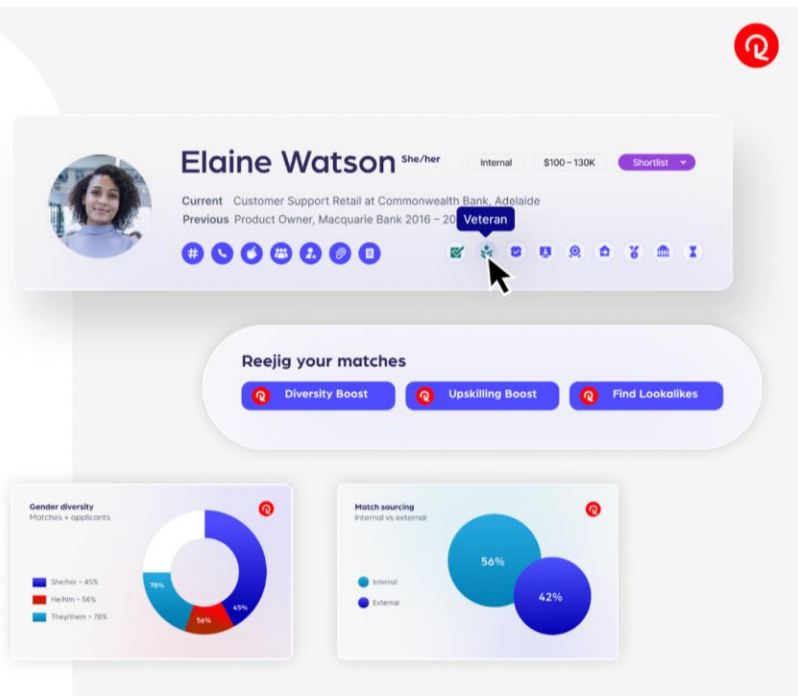 Elaine Watson She/her Internal $100 – 130K Shortlist
Current Customer Support Retail at Commonwealth Bank, Adelaide
Previous Product Owner, Macquarie Bank 2016 – 20
Veteran
Reejig your matches
Diversity Boost Upskilling Boost Find Lookalikes
Gender diversity
Matches + applicants
She/her – 45%
He/him – 56%
They/them – 78%
78%
45%
56%
Match sourcing
Internal vs external
Internal
External
56%
42%